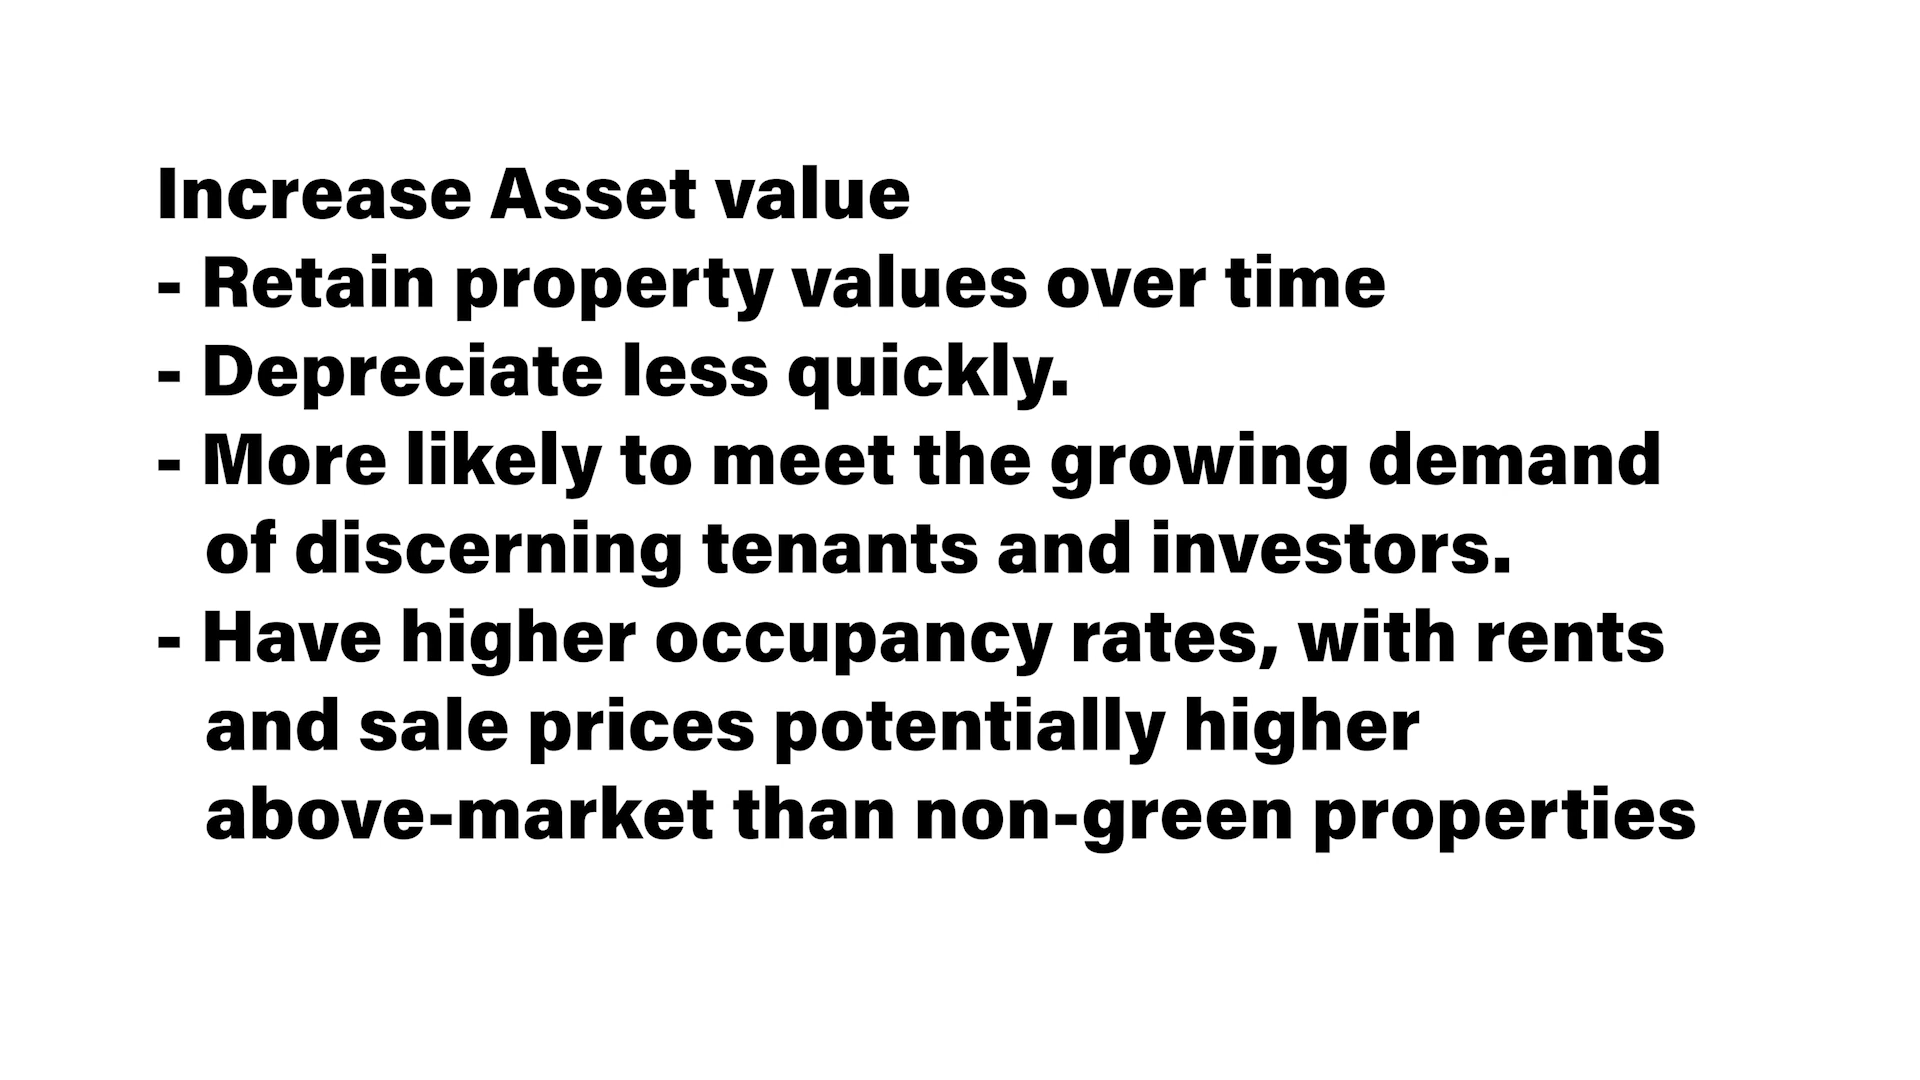 Increase Asset value
- Retain property values over time
- Depreciate less quickly.
- More likely to meet the growing demand
of discerning tenants and investors.
- Have higher occupancy rates, with rents
and sale prices potentially higher
above-market than non-green properties